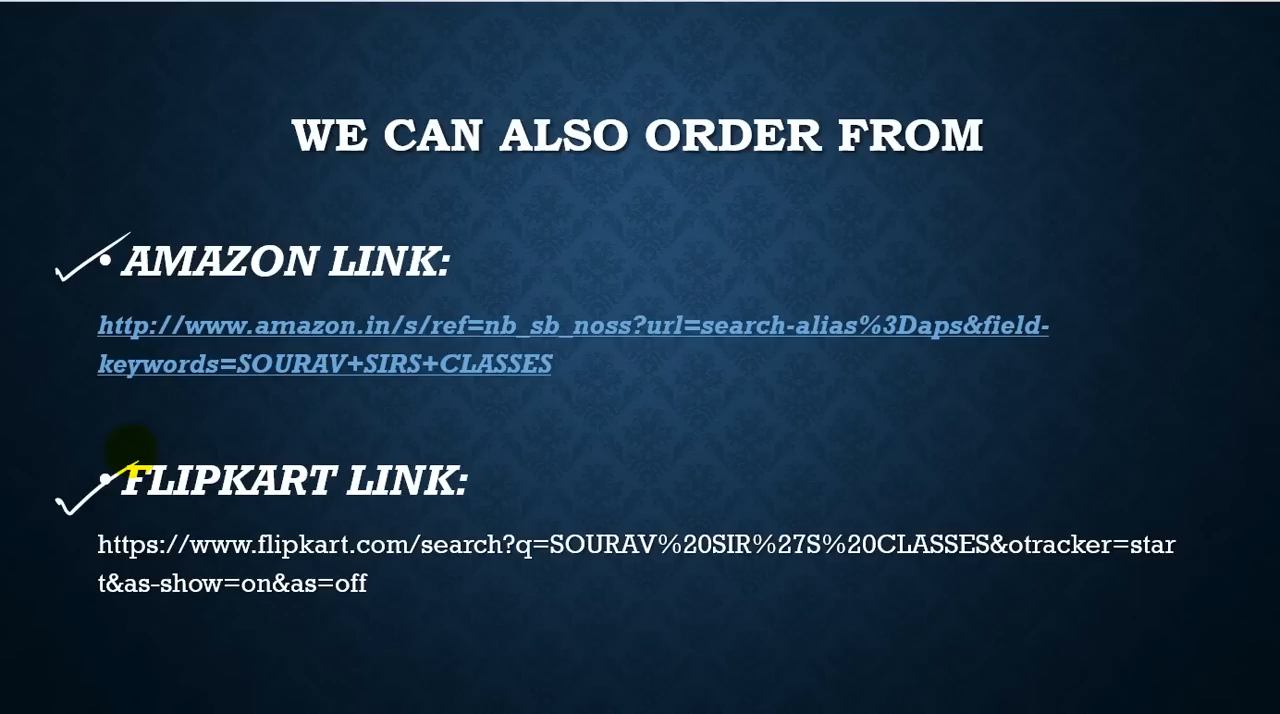 WE CAN ALSO ORDER FROM
• AMAZON LINK:
http://www.amazon.in/s/ref=nb_sb_noss?url=search-alias%3Daps&field-
keywords=SOURAV+SIRS+CLASSES
• FLIPKART LINK:
https://www.flipkart.com/search?q=SOURAV%20SIR%27S%20CLASSES&otracker=star
t&as-show=on&as=off